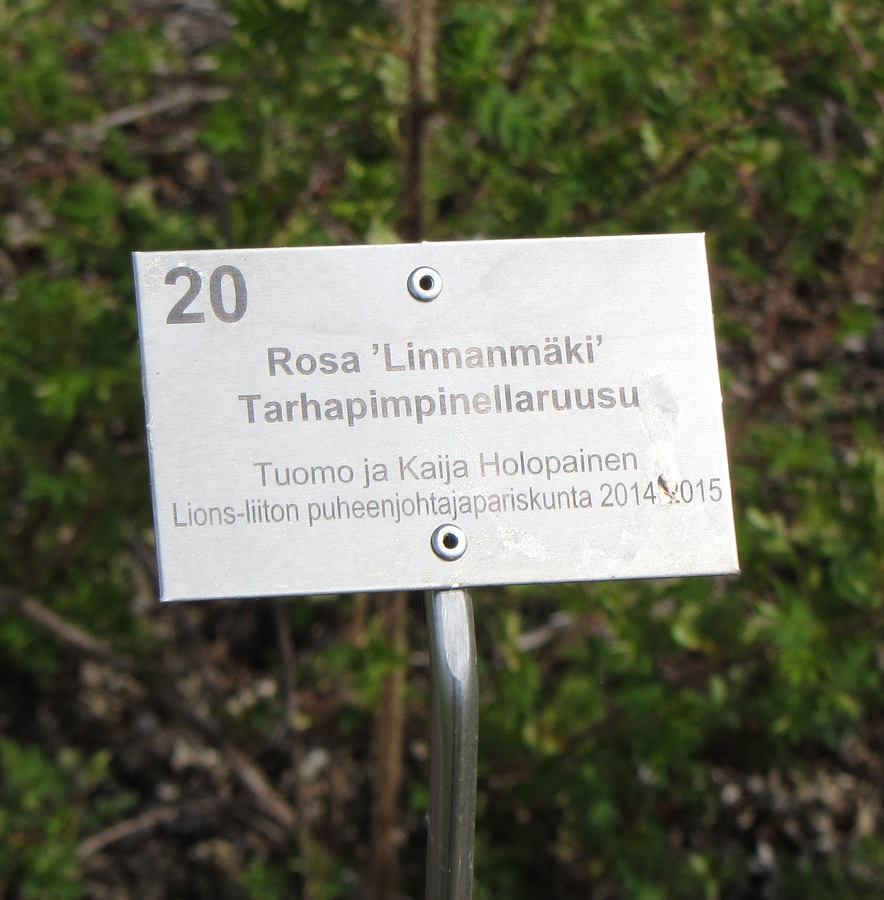 20
Rosa ’Linnanmäki’
Tarhapimpinellaruusu
Tuomo ja Kaija Holopainen
Lions-liiton puheenjohtajapariskunta 2014-2015